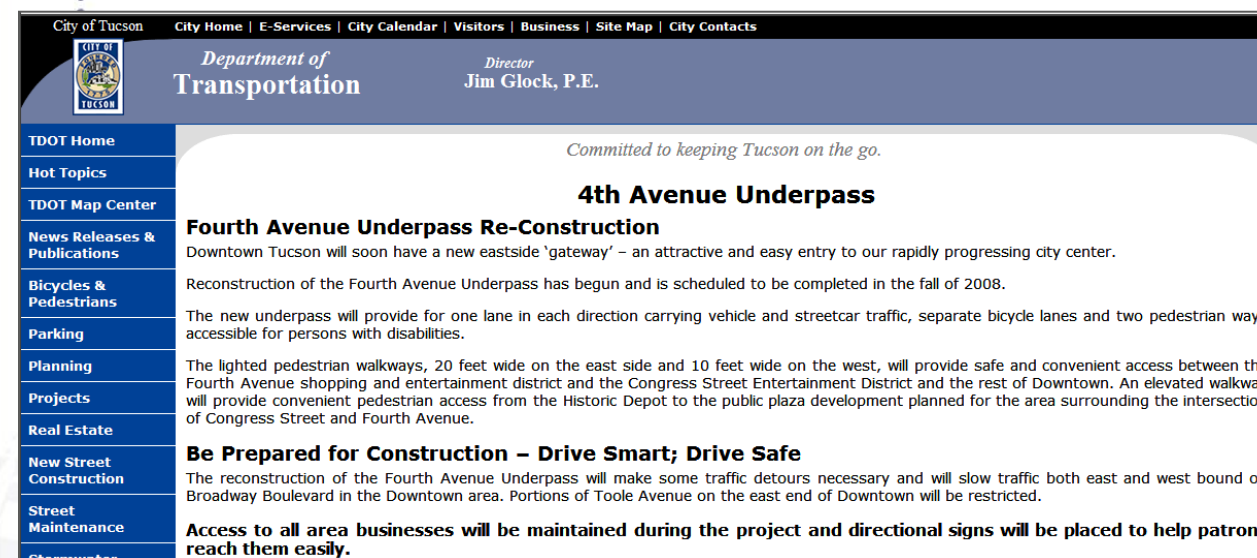 City of Tucson
City Home | E-Services | City Calendar | Visitors | Business | Site Map | City Contacts
CITY OF
TUCSON
Department of
Transportation
Director
Jim Glock, P.E.
TDOT Home
Hot Topics
TDOT Map Center
News Releases &
Publications
Bicycles &
Pedestrians
Parking
Planning
Projects
Real Estate
New Street
Construction
Street
Maintenance
Committed to keeping Tucson on the go.
4th Avenue Underpass
Fourth Avenue Underpass Re-Construction
Downtown Tucson will soon have a new eastside ‘gateway’ – an attractive and easy entry to our rapidly progressing city center.
Reconstruction of the Fourth Avenue Underpass has begun and is scheduled to be completed in the fall of 2008.
The new underpass will provide for one lane in each direction carrying vehicle and streetcar traffic, separate bicycle lanes and two pedestrian way
accessible for persons with disabilities.
The lighted pedestrian walkways, 20 feet wide on the east side and 10 feet wide on the west, will provide safe and convenient access between th
Fourth Avenue shopping and entertainment district and the Congress Street Entertainment District and the rest of Downtown. An elevated walkwa
will provide convenient pedestrian access from the Historic Depot to the public plaza development planned for the area surrounding the intersectio
of Congress Street and Fourth Avenue.
Be Prepared for Construction – Drive Smart; Drive Safe
The reconstruction of the Fourth Avenue Underpass will make some traffic detours necessary and will slow traffic both east and west bound o
Broadway Boulevard in the Downtown area. Portions of Toole Avenue on the east end of Downtown will be restricted.
Access to all area businesses will be maintained during the project and directional signs will be placed to help patron
reach them easily.